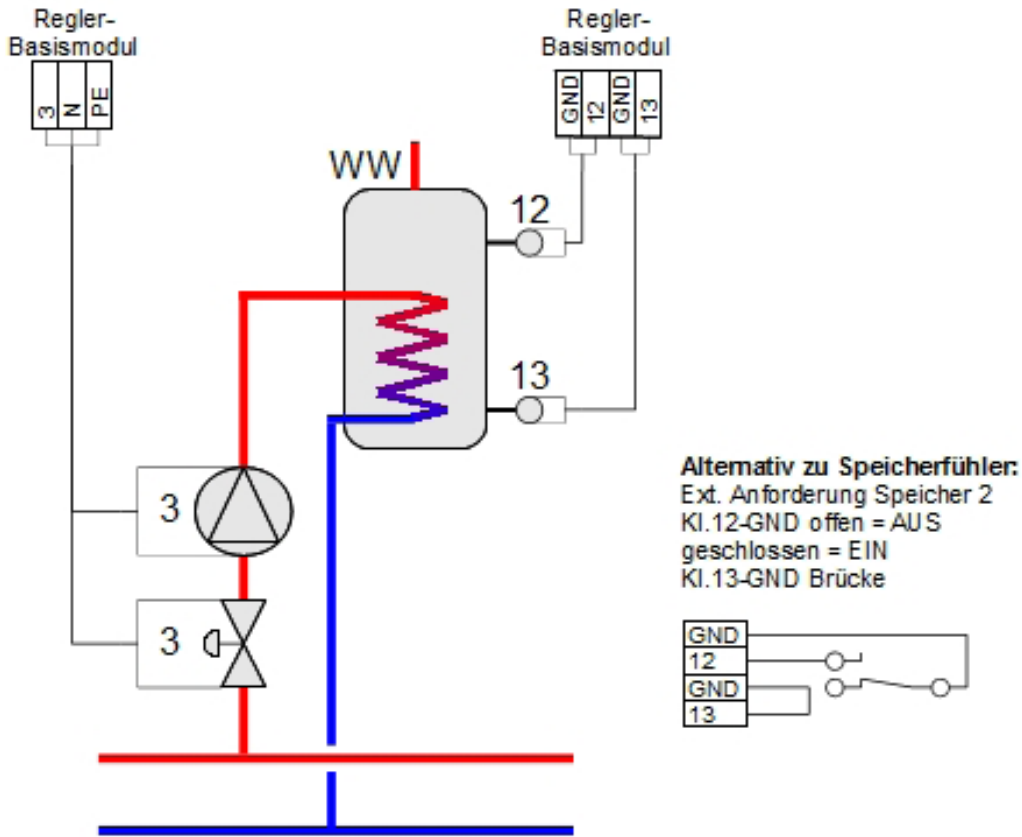 Regler-
Basismodul
3
N
PE
Regler-
Basismodul
GND
12
GND
13
WW
12
13
3
3
Alternativ zu Speicherfühler:
Ext. Anforderung Speicher 2
Kl.12-GND offen = AUS
geschlossen = EIN
Kl.13-GND Brücke
GND
12
GND
13